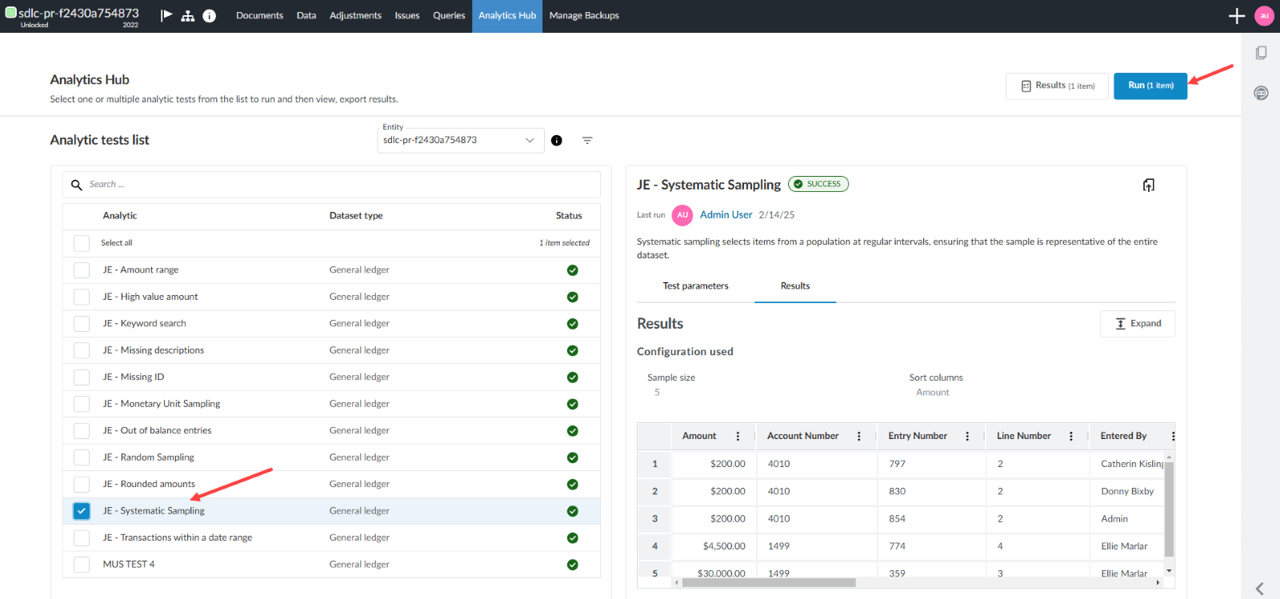 sdlc-pr-f2430a754873
Unlocked 2022
Documents Data Adjustments Issues Queries Analytics Hub Manage Backups
AU
Analytics Hub
Select one or multiple analytic tests from the list to run and then view, export results.
Results (1 item)
Run (1 item)
Analytic tests list
Entity
sdlc-pr-f2430a754873
Search ...
Analytic Dataset type Status
Select all 1 item selected
JE - Amount range General ledger
JE - High value amount General ledger
JE - Keyword search General ledger
JE - Missing descriptions General ledger
JE - Missing ID General ledger
JE - Monetary Unit Sampling General ledger
JE - Out of balance entries General ledger
JE - Random Sampling General ledger
JE - Rounded amounts General ledger
JE - Systematic Sampling General ledger
JE - Transactions within a date range General ledger
MUS TEST 4 General ledger
JE - Systematic Sampling SUCCESS
Last run AU Admin User 2/14/25
Systematic sampling selects items from a population at regular intervals, ensuring that the sample is representative of the entire
dataset.
Test parameters Results
Results
Expand
Configuration used
Sample size Sort columns
5 Amount
Amount Account Number Entry Number Line Number Entered By
1 $200.00 4010 797 2 Catherin Kisling
2 $200.00 4010 830 2 Donny Bixby
3 $200.00 4010 854 2 Admin
4 $4,500.00 1499 774 4 Ellie Marlar
5 $30,000.00 1499 359 3 Ellie Marlar